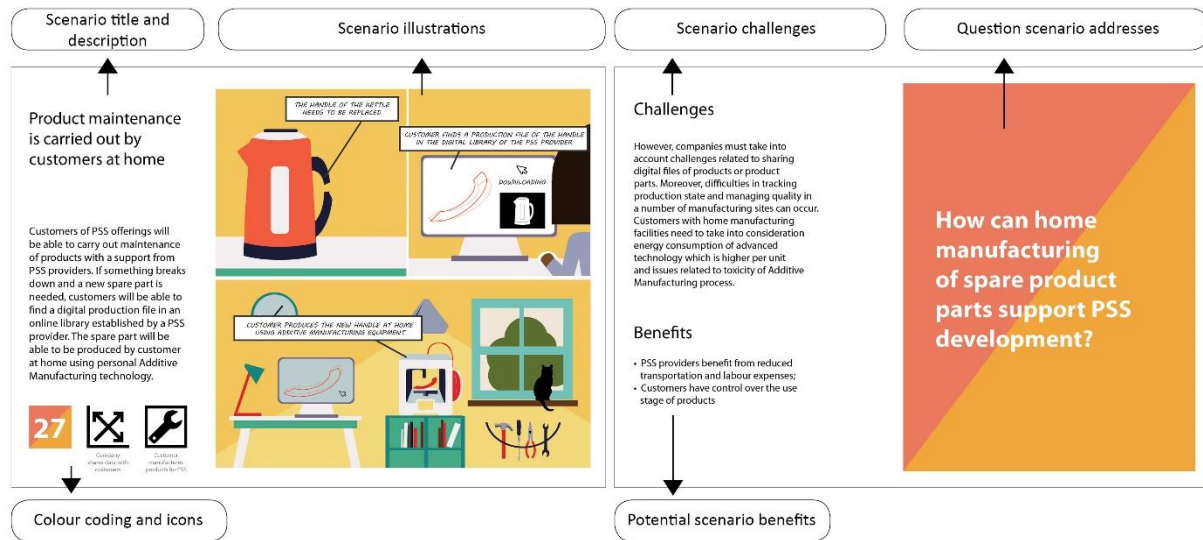 Scenario title and
description
Scenario illustrations
Scenario challenges
Question scenario addresses
Product maintenance
is carried out by
customers at home
Customers of PSS offerings will
be able to carry out maintenance
of products with a support from
PSS providers. If something breaks
down and a new spare part is
needed, customers will be able to
find a digital production file in an
online library established by a PSS
provider. The spare part will be
able to be produced by customer
at home using personal Additive
Manufacturing technology.
27
Company
shares data with
customers
Customer
manufactures
products for PSS
THE HANDLE OF THE KETTLE
NEEDS TO BE REPLACED
CUSTOMER FINDS A PRODUCTION FILE OF THE HANDLE
IN THE DIGITAL LIBRARY OF THE PSS PROVIDER
DOWNLOADING
CUSTOMER PRODUCES THE NEW HANDLE AT HOME
USING ADDITIVE MANUFACTURING EQUIPMENT
Challenges
However, companies must take into
account challenges related to sharing
digital files of products or product
parts. Moreover, difficulties in tracking
production state and managing quality in
a number of manufacturing sites can occur.
Customers with home manufacturing
facilities need to take into consideration
energy consumption of advanced
technology which is higher per unit
and issues related to toxicity of Additive
Manufacturing process.
Benefits
• PSS providers benefit from reduced
transportation and labour expenses;
• Customers have control over the use
stage of products
How can home
manufacturing
of spare product
parts support PSS
development?
Colour coding and icons
Potential scenario benefits